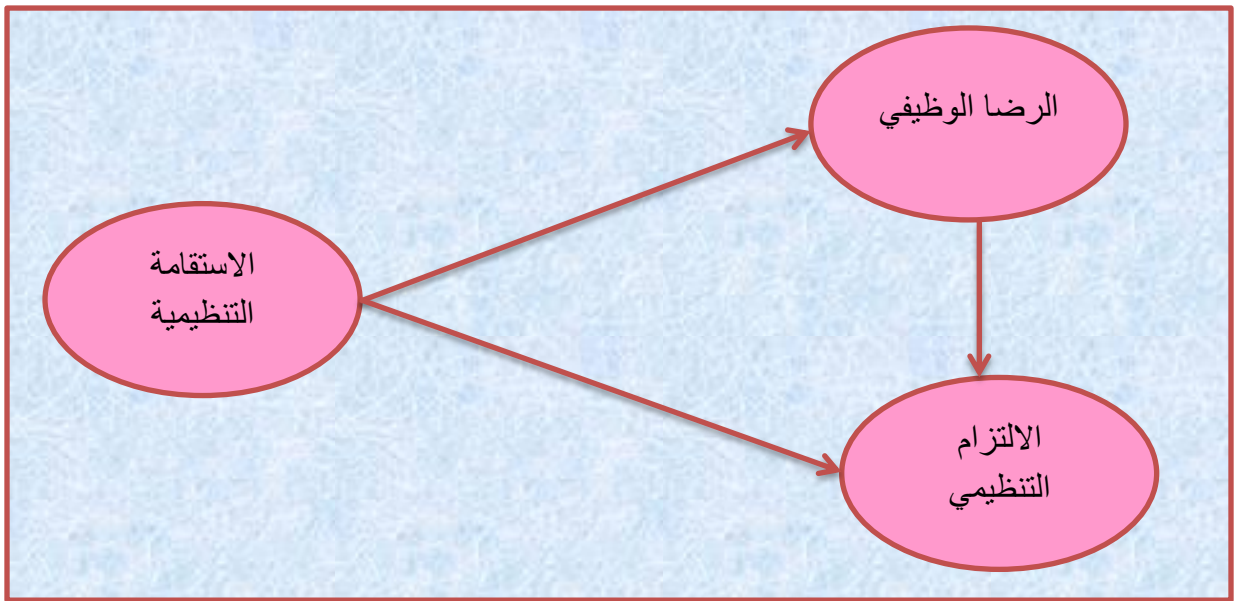 الرضا الوظيفي
الاستقامة
التنظيمية
الالتزام
التنظيمي